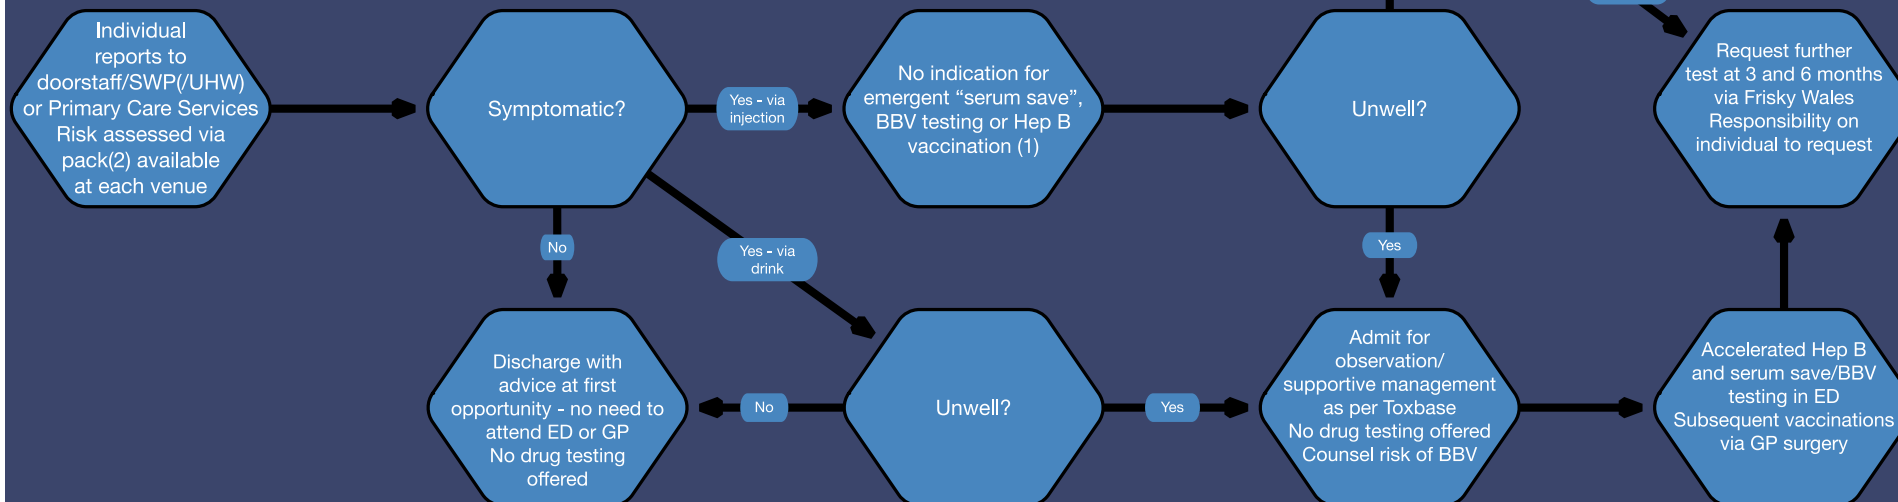 Individual
reports to
doorstaff/SWP(/UHW)
or Primary Care Services
Risk assessed via
pack(2) available
at each venue
Symptomatic?
Yes - via
injection
No indication for
emergent “serum save”,
BBV testing or Hep B
vaccination (1)
Unwell?
Request further
test at 3 and 6 months
via Frisky Wales
Responsibility on
individual to request
No
Yes - via
drink
Yes
Discharge with
advice at first
opportunity - no need to
attend ED or GP
No drug testing
offered
No
Unwell?
Yes
Admit for
observation/
supportive management
as per Toxbase
No drug testing offered
Counsel risk of BBV
Accelerated Hep B
and serum save/BBV
testing in ED
Subsequent vaccinations
via GP surgery